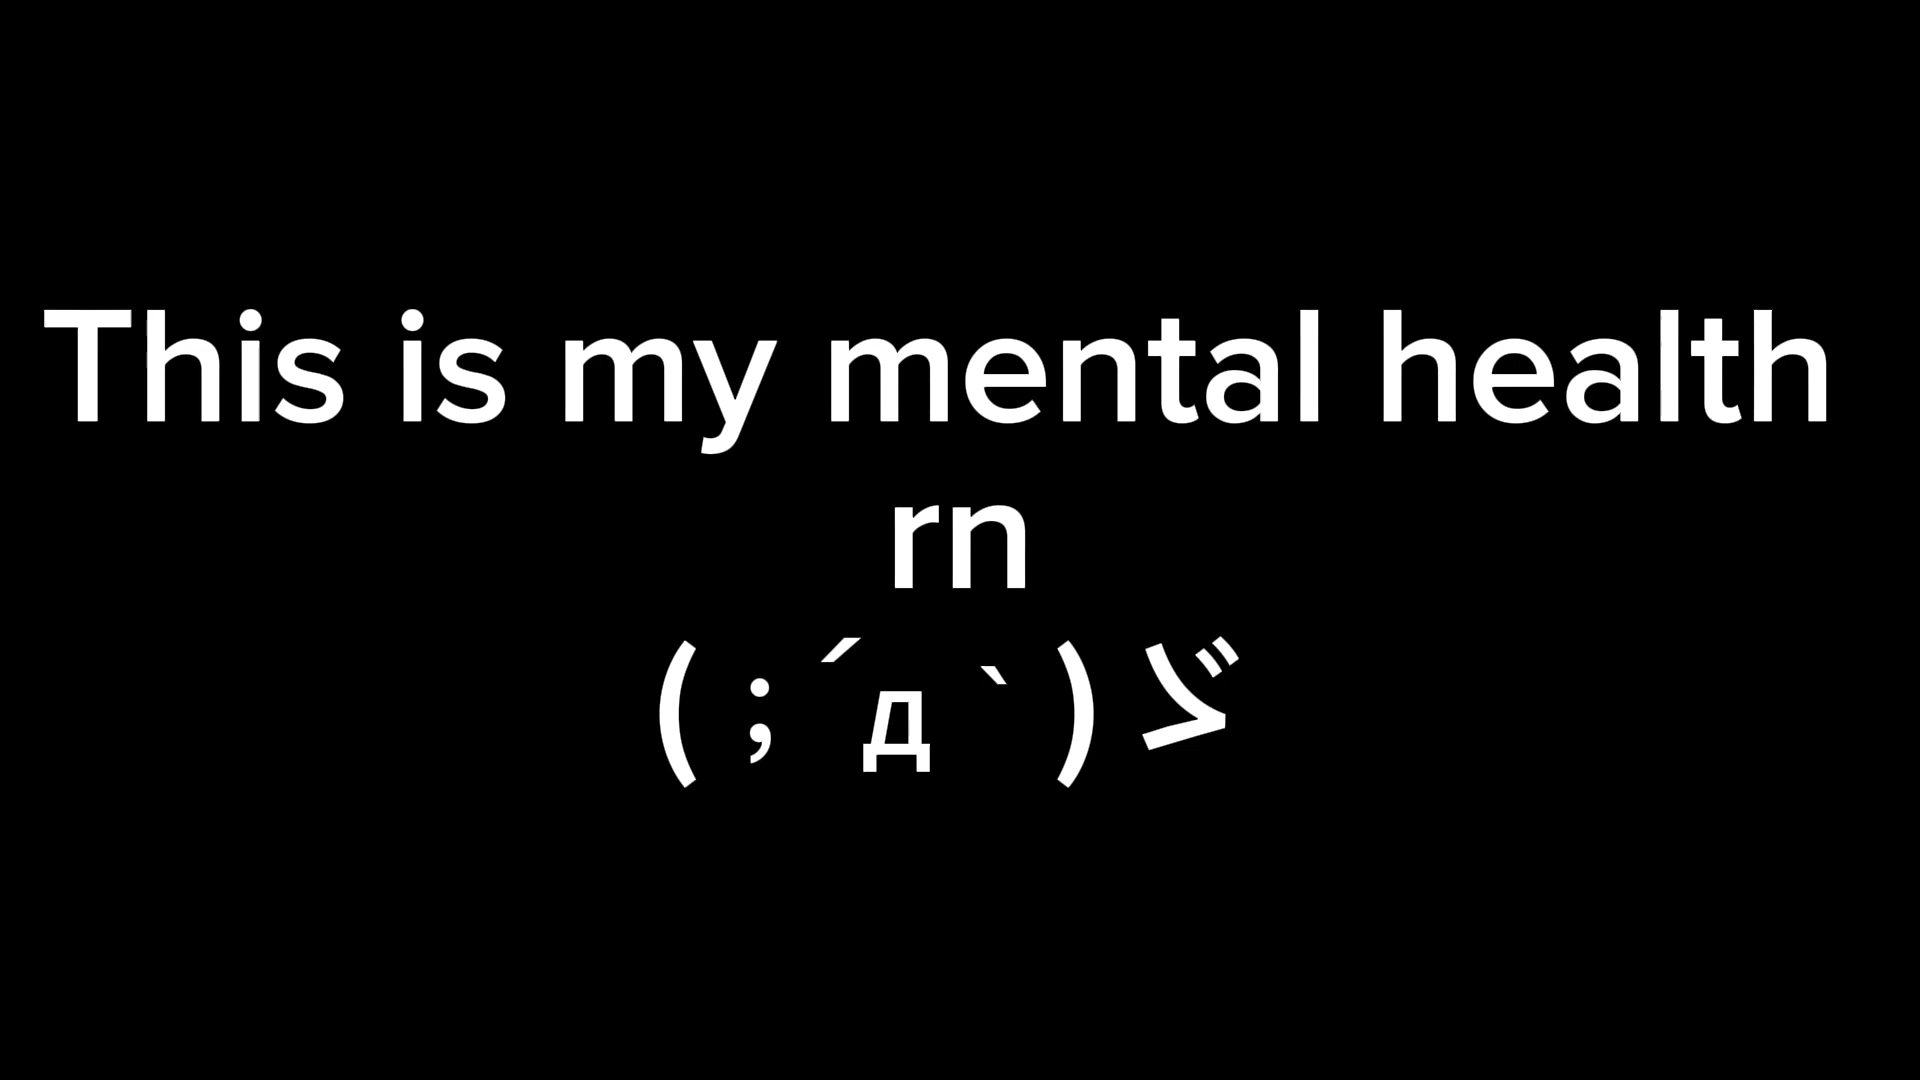 This is my mental health
rn
( ; ´д ` ) ゞ